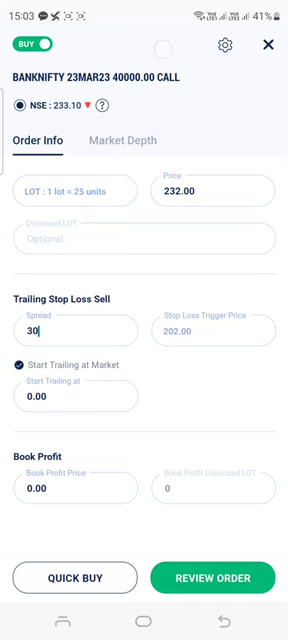 15:03 41%
BUY
BANKNIFTY 23MAR23 40000.00 CALL
NSE : 233.10 ?
Order Info Market Depth
Price
LOT : 1 lot = 25 units 232.00
Disclosed LOT
Optional
Trailing Stop Loss Sell
Spread Stop Loss Trigger Price
30 202.00
Start Trailing at Market
Start Trailing at
0.00
Book Profit
Book Profit Price Book Profit Disclosed LOT
0.00 0
QUICK BUY REVIEW ORDER